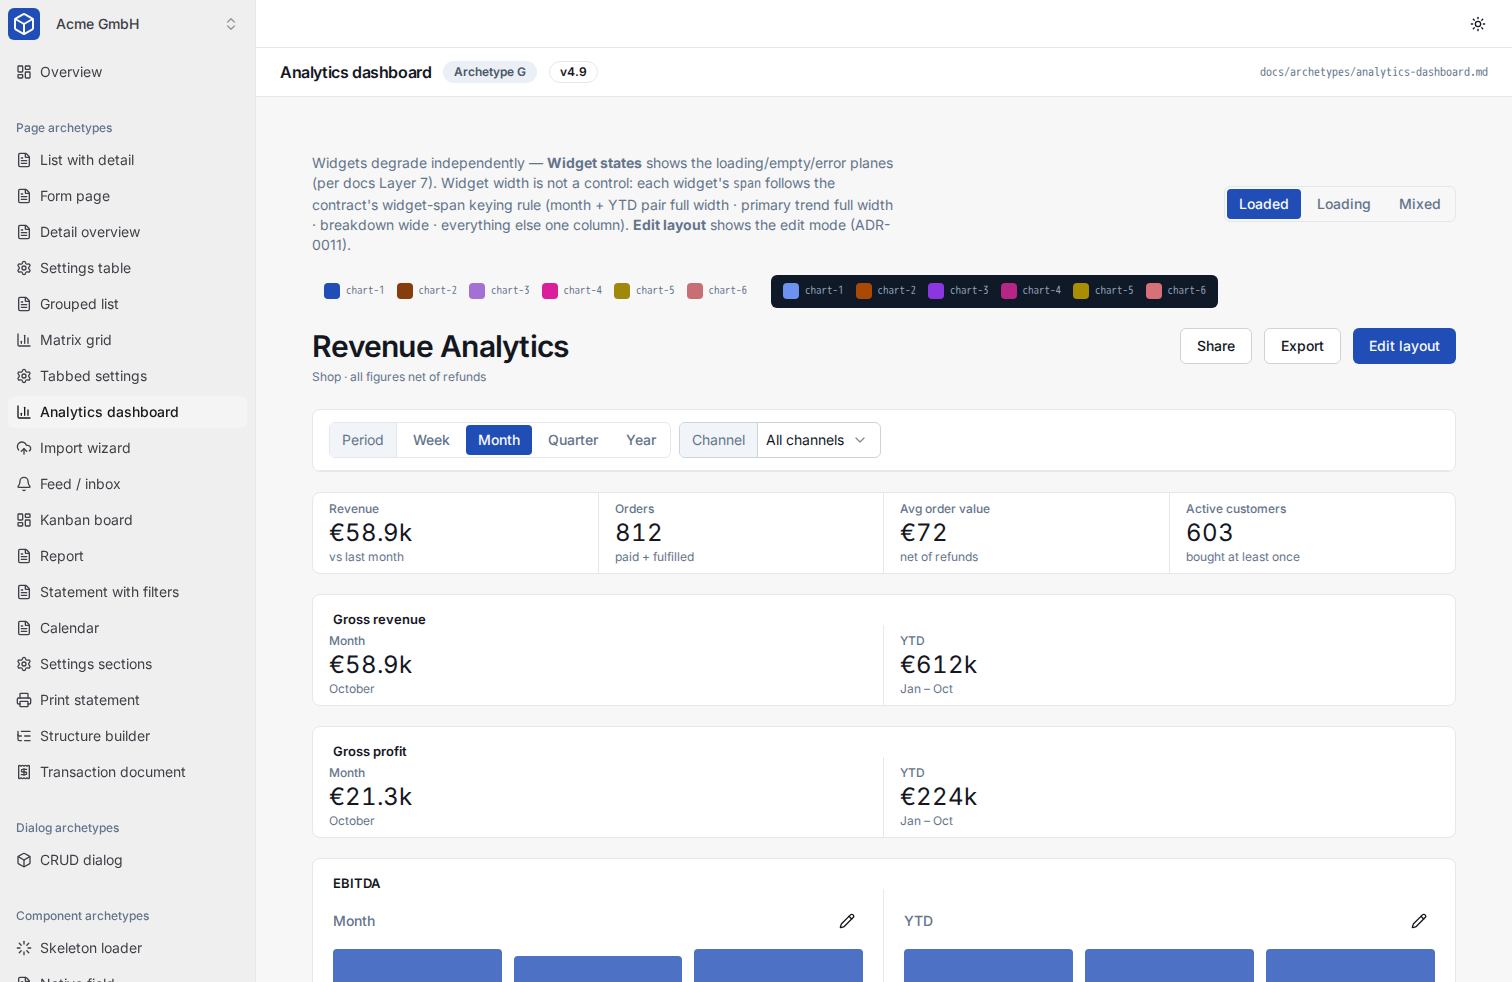 Acme GmbH
Overview
Page archetypes
List with detail
Form page
Detail overview
Settings table
Grouped list
Matrix grid
Tabbed settings
Analytics dashboard
Import wizard
Feed / inbox
Kanban board
Report
Statement with filters
Calendar
Settings sections
Print statement
Structure builder
Transaction document
Dialog archetypes
CRUD dialog
Component archetypes
Skeleton loader
Native field
Analytics dashboard Archetype G v4.9 docs/archetypes/analytics-dashboard.md
Widgets degrade independently — Widget states shows the loading/empty/error planes
(per docs Layer 7). Widget width is not a control: each widget's span follows the
contract's widget-span keying rule (month + YTD pair full width · primary trend full width
· breakdown wide · everything else one column). Edit layout shows the edit mode (ADR-
0011).
Loaded Loading Mixed
chart-1 chart-2 chart-3 chart-4 chart-5 chart-6 chart-1 chart-2 chart-3 chart-4 chart-5 chart-6
Revenue Analytics
Shop · all figures net of refunds
Share Export Edit layout
Period Week Month Quarter Year Channel All channels
Revenue Orders Avg order value Active customers
€58.9k 812 €72 603
vs last month paid + fulfilled net of refunds bought at least once
Gross revenue
Month YTD
€58.9k €612k
October Jan – Oct
Gross profit
Month YTD
€21.3k €224k
October Jan – Oct
EBITDA
Month YTD